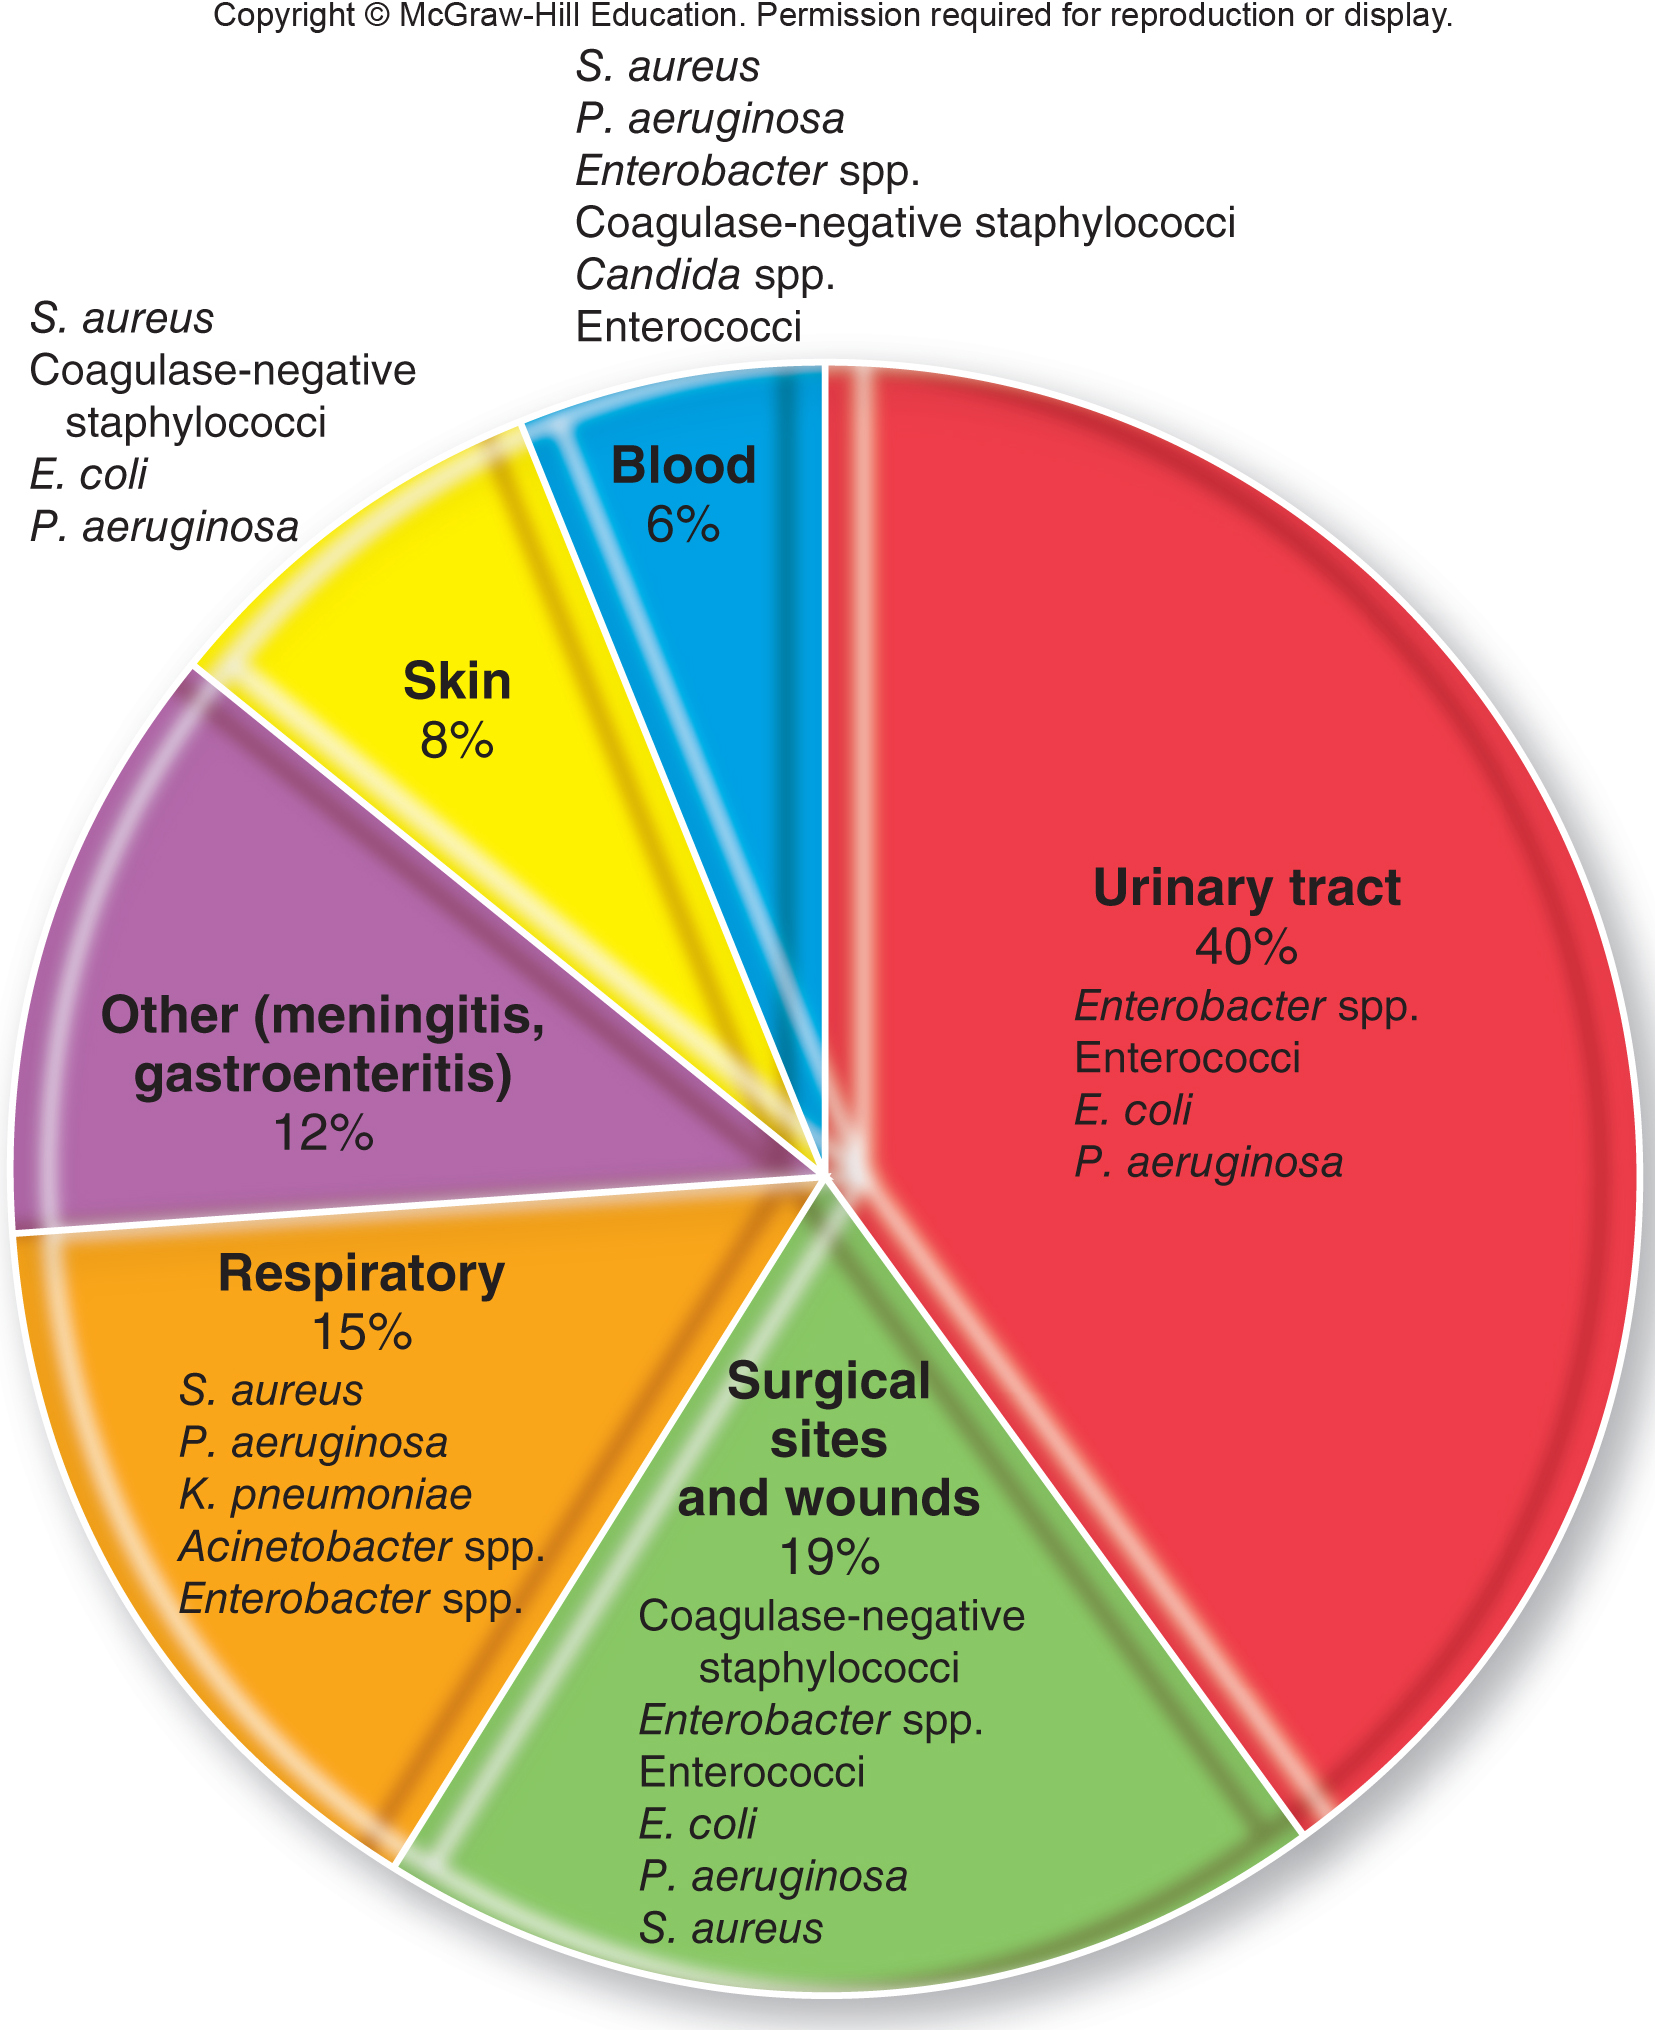 Copyright © McGraw-Hill Education. Permission required for reproduction or display.
S. aureus
P. aeruginosa
Enterobacter spp.
Coagulase-negative staphylococci
Candida spp.
Enterococci
S. aureus
Coagulase-negative
staphylococci
E. coli
P. aeruginosa
Blood
6%
Skin
8%
Urinary tract
40%
Enterobacter spp.
Enterococci
E. coli
P. aeruginosa
Other (meningitis,
gastroenteritis)
12%
Respiratory
15%
S. aureus
P. aeruginosa
K. pneumoniae
Acinetobacter spp.
Enterobacter spp.
Surgical
sites
and wounds
19%
Coagulase-negative
staphylococci
Enterobacter spp.
Enterococci
E. coli
P. aeruginosa
S. aureus